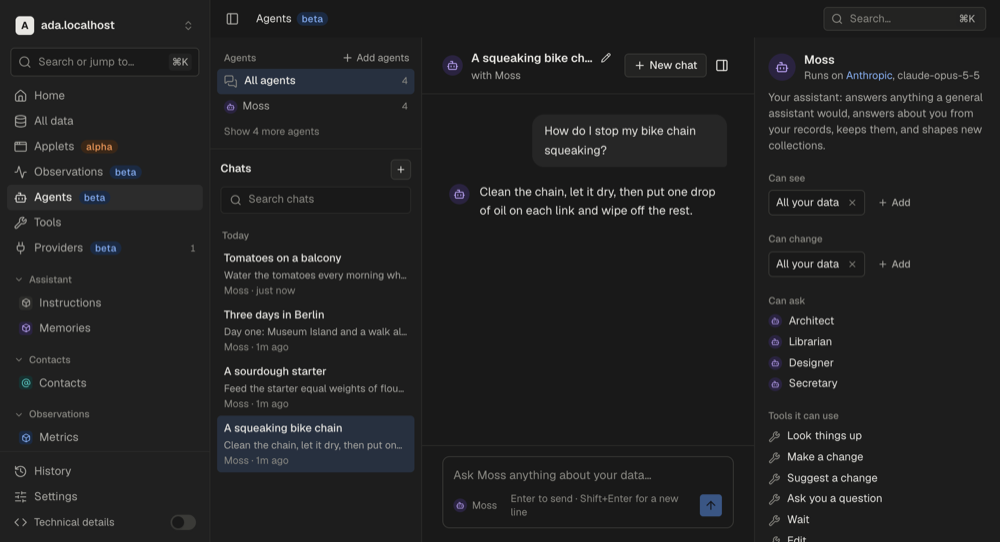 A ada.localhost
Search or jump to... ⌘K
Home
All data
Applets alpha
Observations beta
Agents beta
Tools
Providers beta 1
Assistant
Instructions
Memories
Contacts
Contacts
Observations
Metrics
History
Settings
Technical details
Agents beta
Search... ⌘K
Agents + Add agents
All agents 4
Moss 4
Show 4 more agents
Chats +
Search chats
Today
Tomatoes on a balcony
Water the tomatoes every morning wh...
Moss · just now
Three days in Berlin
Day one: Museum Island and a walk al...
Moss · 1m ago
A sourdough starter
Feed the starter equal weights of flou...
Moss · 1m ago
A squeaking bike chain
Clean the chain, let it dry, then put on...
Moss · 1m ago
A squeaking bike ch...
with Moss
+ New chat
How do I stop my bike chain
squeaking?
Clean the chain, let it dry, then put one drop
of oil on each link and wipe off the rest.
Ask Moss anything about your data...
Moss
Enter to send · Shift+Enter for a new
line
Moss
Runs on Anthropic, claude-opus-5-5
Your assistant: answers anything a general
assistant would, answers about you from
your records, keeps them, and shapes new
collections.
Can see
All your data × + Add
Can change
All your data × + Add
Can ask
Architect
Librarian
Designer
Secretary
Tools it can use
Look things up
Make a change
Suggest a change
Ask you a question
Wait
Edit